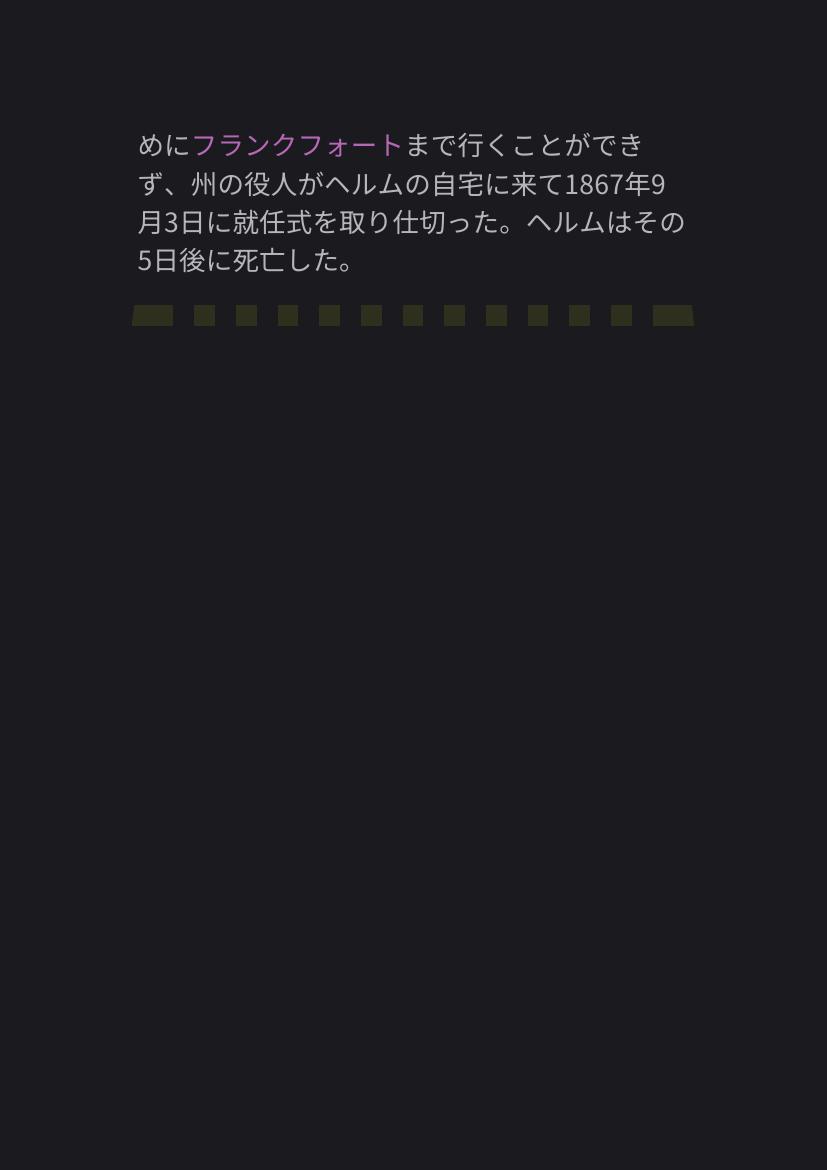 めにフランクフォートまで行くことができ
ず、州の役人がヘルムの自宅に来て1867年9
月3日に就任式を取り仕切った。ヘルムはその
5日後に死亡した。